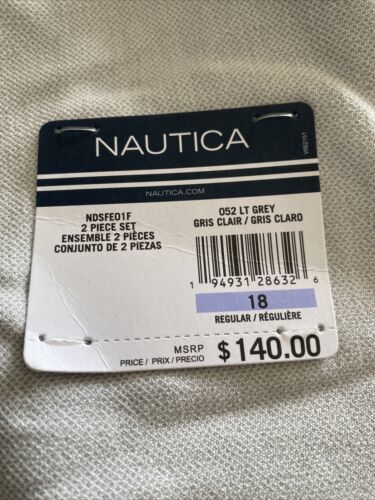 NAUTICA
WB2151
NAUTICA.COM
NDSFE01F
2 PIECE SET
ENSEMBLE 2 PIÈCES
CONJUNTO DE 2 PIEZAS
052 LT GREY
GRIS CLAIR / GRIS CLARO
1 94931 28632 6
18
REGULAR / RÉGULIÈRE
MSRP
PRICE / PRIX / PRECIO $140.00